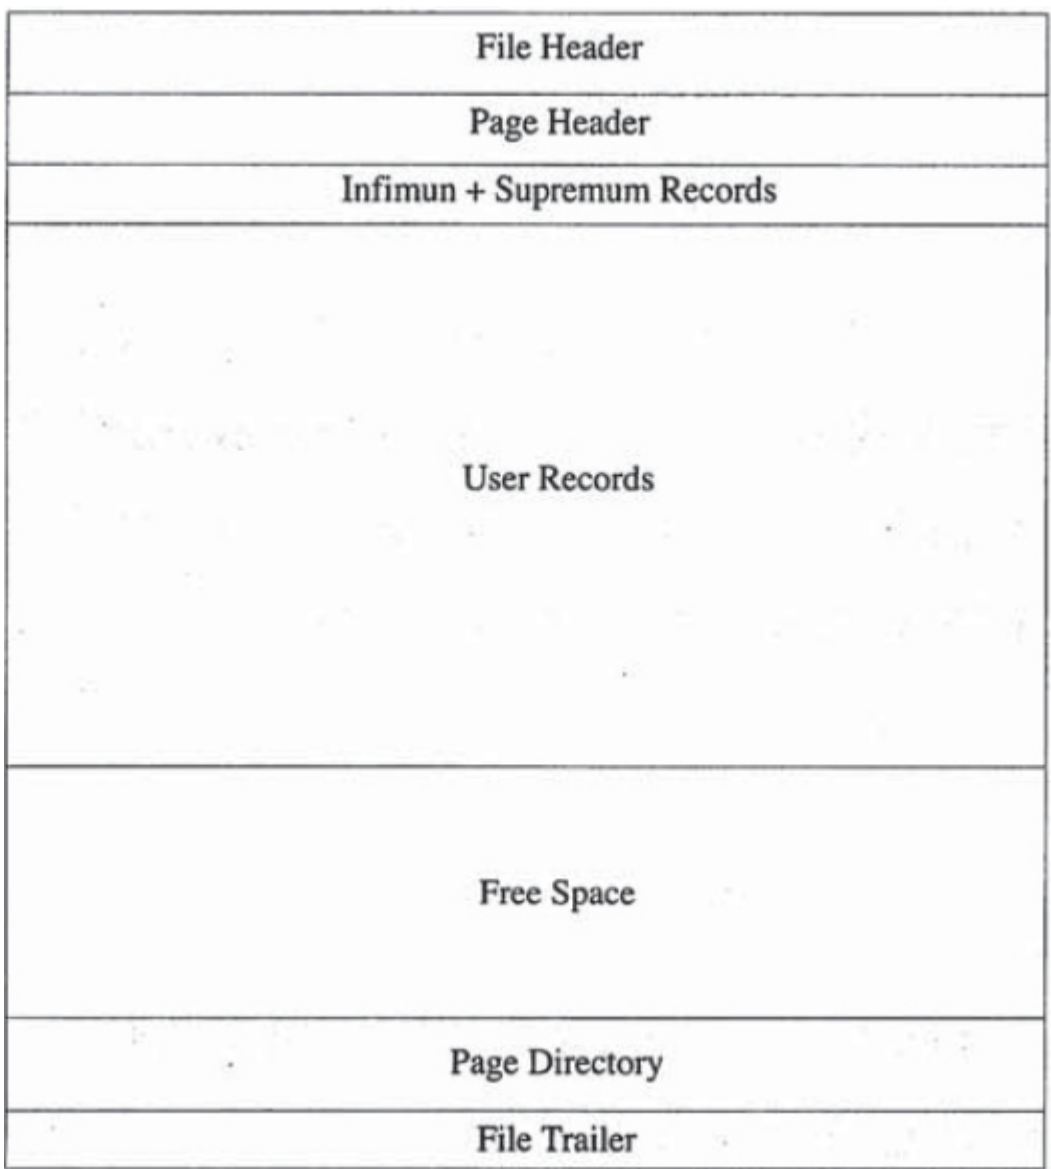 File Header
Page Header
Infimun + Supremum Records
User Records
Free Space
Page Directory
File Trailer